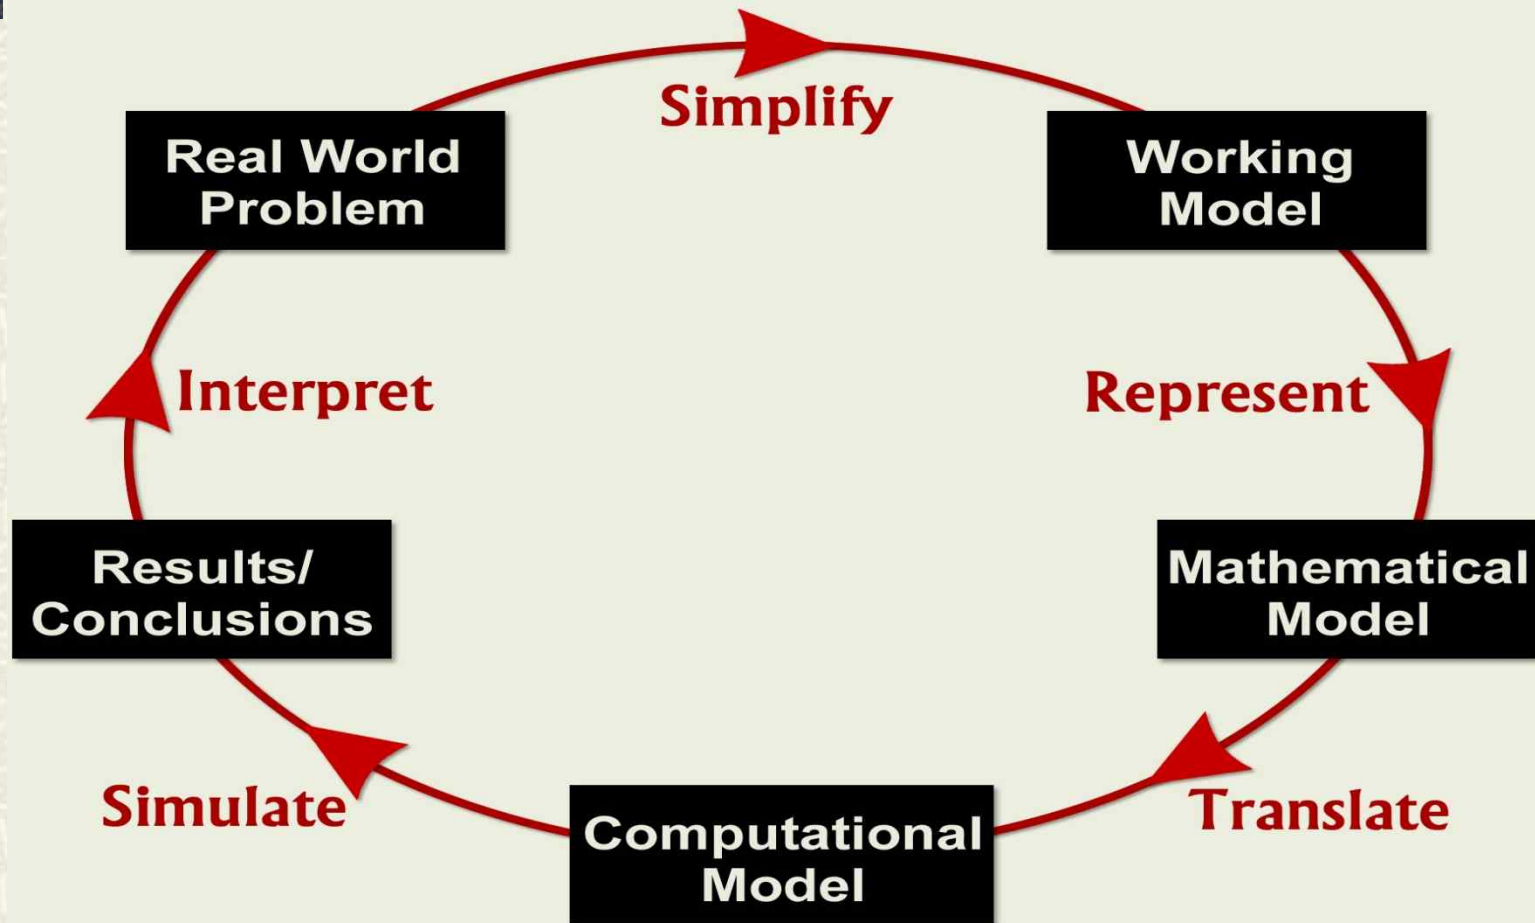 Simplify
Real World
Problem
Working
Model
Interpret
Represent
Results/
Conclusions
Mathematical
Model
Simulate
Translate
Computational
Model